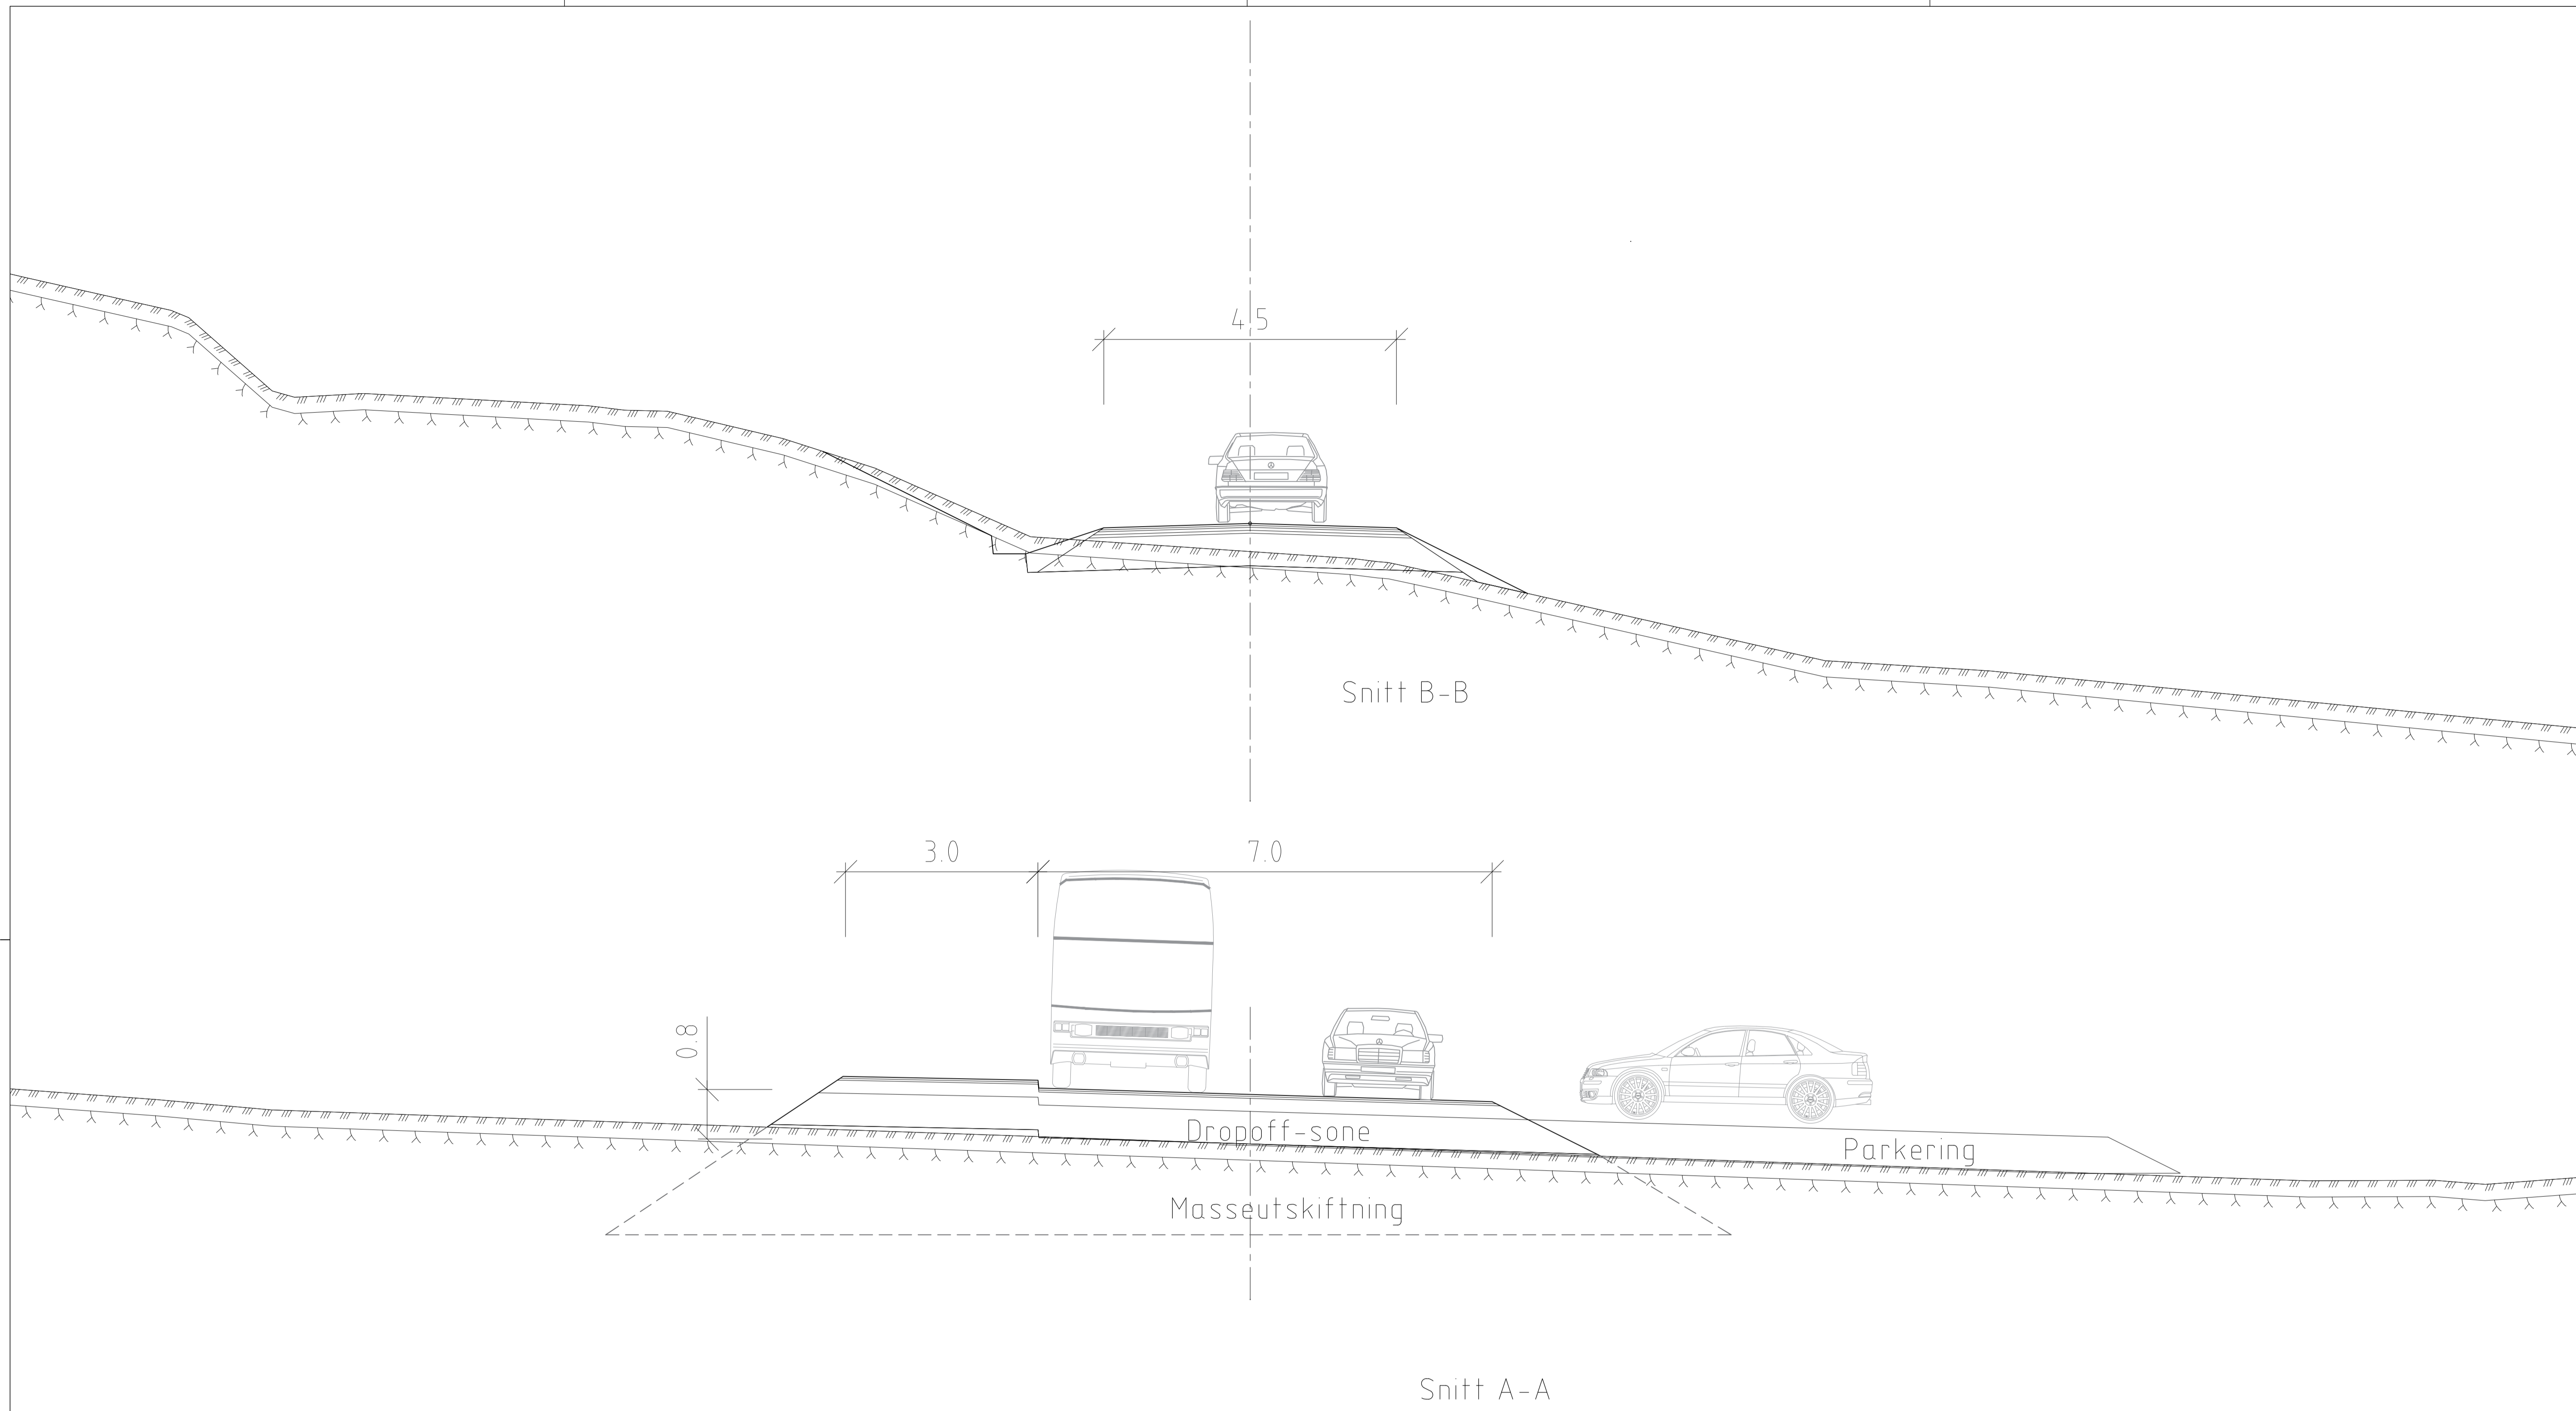 4.5
Snitt B-B
3.0 7.0
0.8
Dropoff-sone
Parkering
Masseutskiftning
Snitt A-A